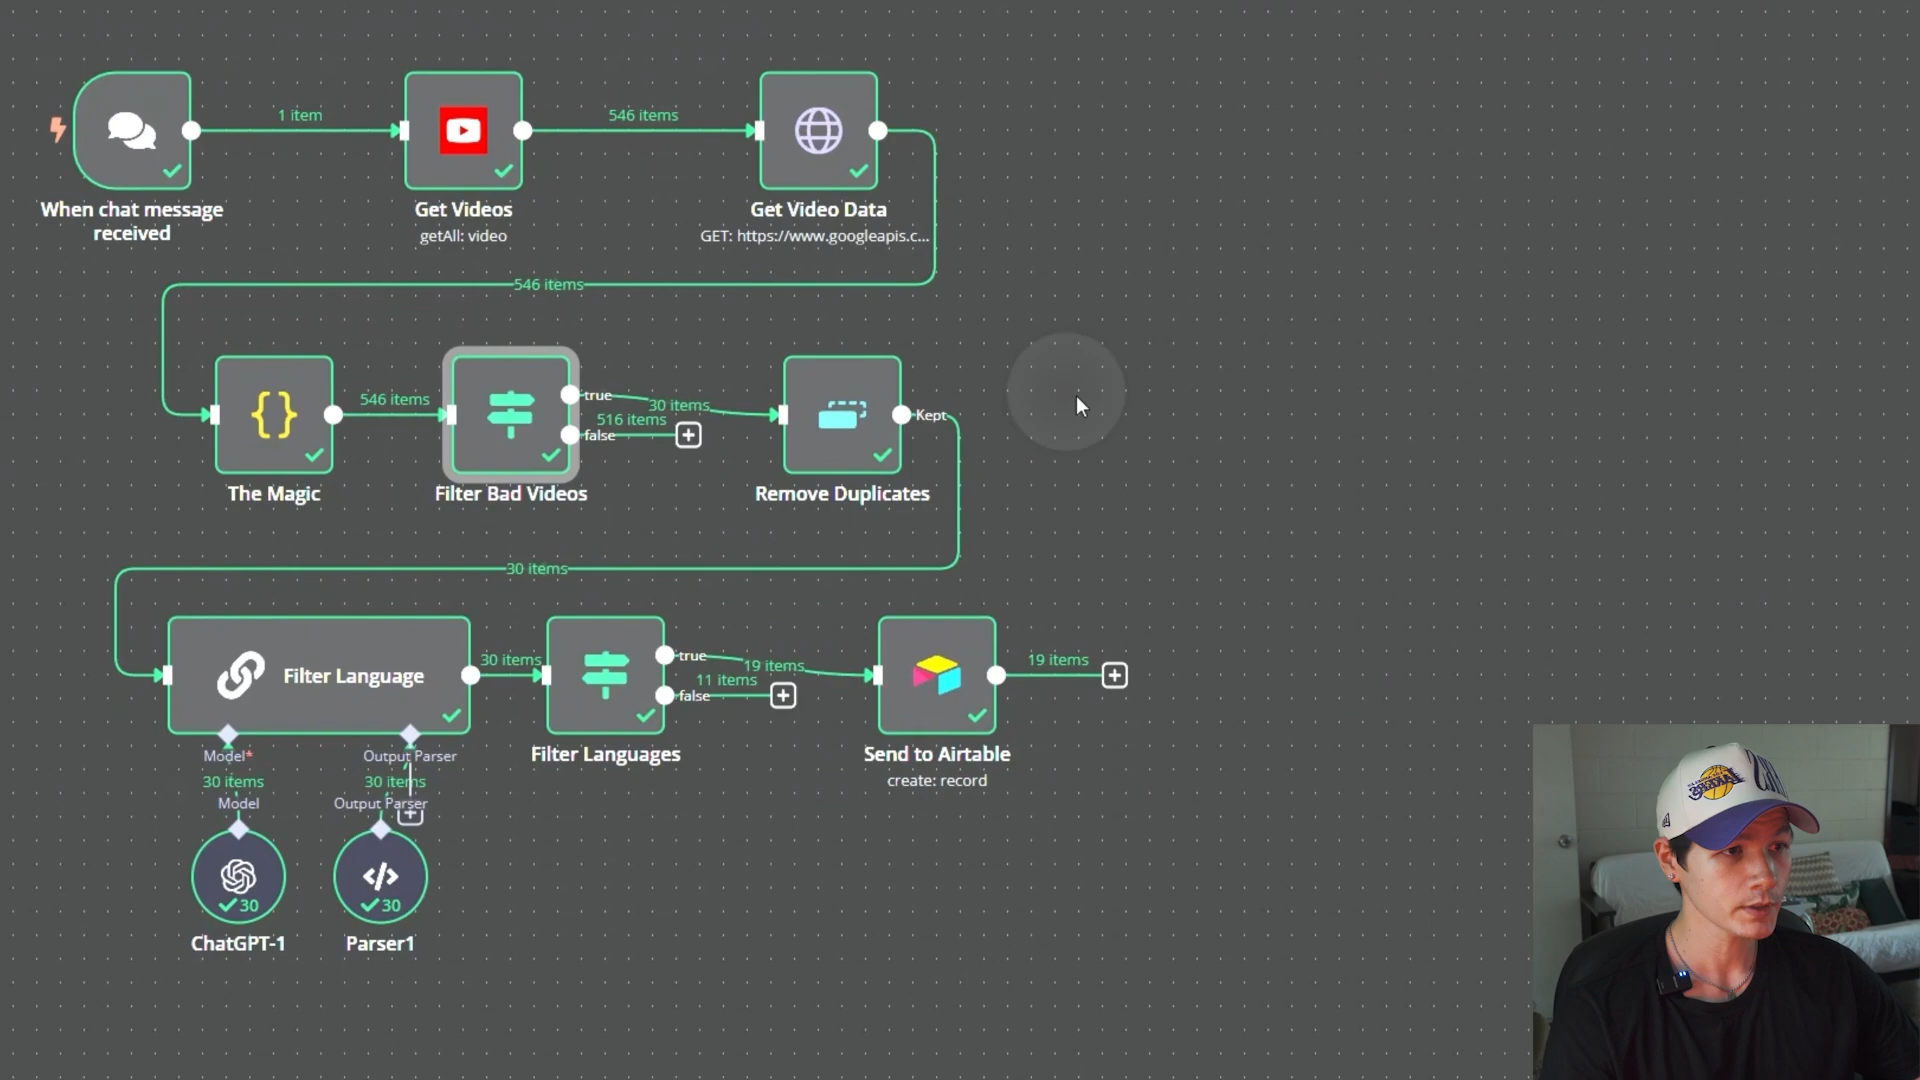 1 item
546 items
When chat message
received
Get Videos
getAll: video
Get Video Data
GET: https://www.googleapis.c...
546 items
546 items
true
30 items
516 items
false
Kept
The Magic
Filter Bad Videos
Remove Duplicates
30 items
Filter Language
30 items
true
19 items
11 items
false
19 items
Model*
Output Parser
30 items
30 items
Model
Output Parser
Filter Languages
Send to Airtable
create: record
30
30
ChatGPT-1
Parser1